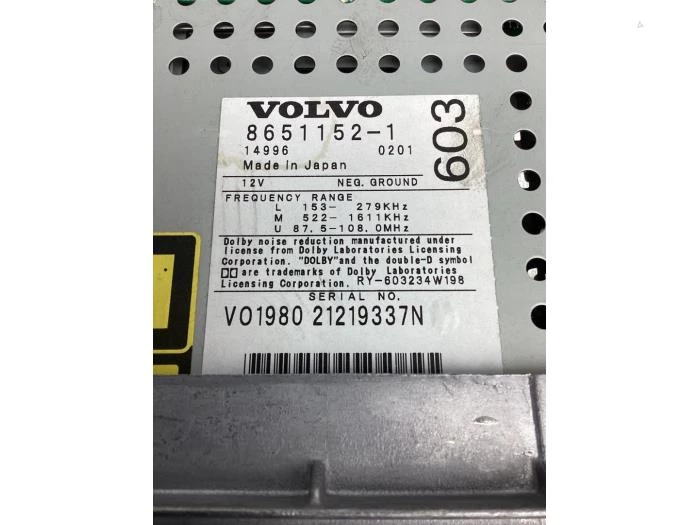 VOLVO
8651152-1
603
14996 0201
Made in Japan
12V NEG. GROUND
FREQUENCY RANGE
L 153- 279KHz
M 522- 1611KHz
U 87.5-108.0MHz
Dolby noise reduction manufactured under
license from Dolby Laboratories Licensing
Corporation. "DOLBY"and the double-D symbol
are trademarks of Dolby Laboratories
Licensing Corporation. RY-603234W198
SERIAL NO.
VO1980 21219337N